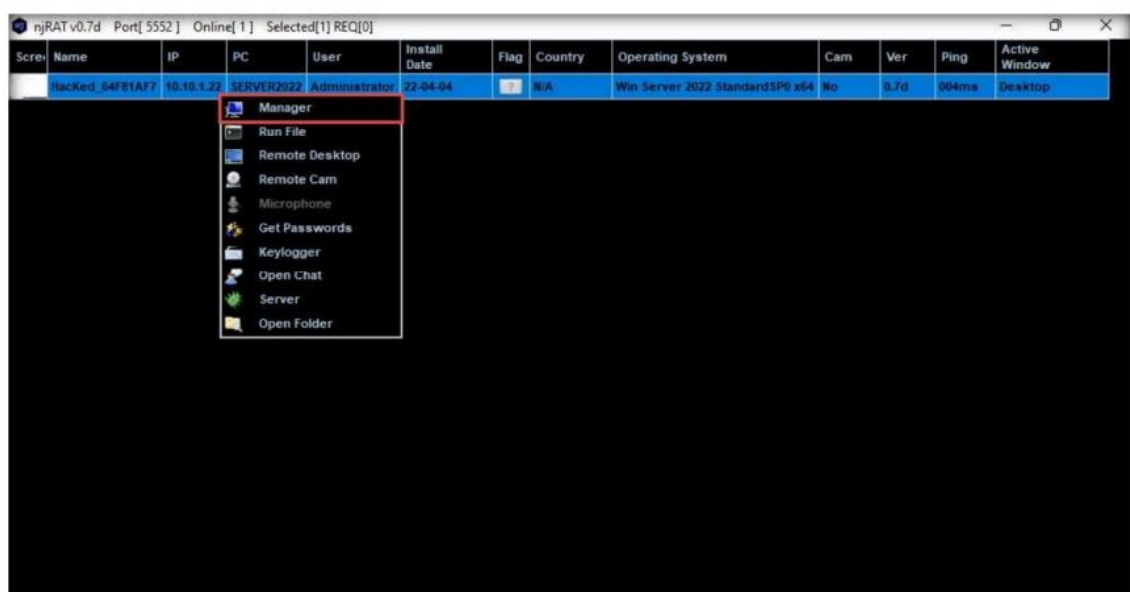 njRAT v0.7d Port[ 5552 ] Online[ 1 ] Selected[1] REQ[0]
Scre Name IP PC User Install Date Flag Country Operating System Cam Ver Ping Active Window
HacKed_64F81AF7 10.10.1.22 SERVER2022 Administrator 22-04-04 ? N/A Win Server 2022 StandardSP0 x64 No 0.7d 004ms Desktop
Manager
Run File
Remote Desktop
Remote Cam
Microphone
Get Passwords
Keylogger
Open Chat
Server
Open Folder